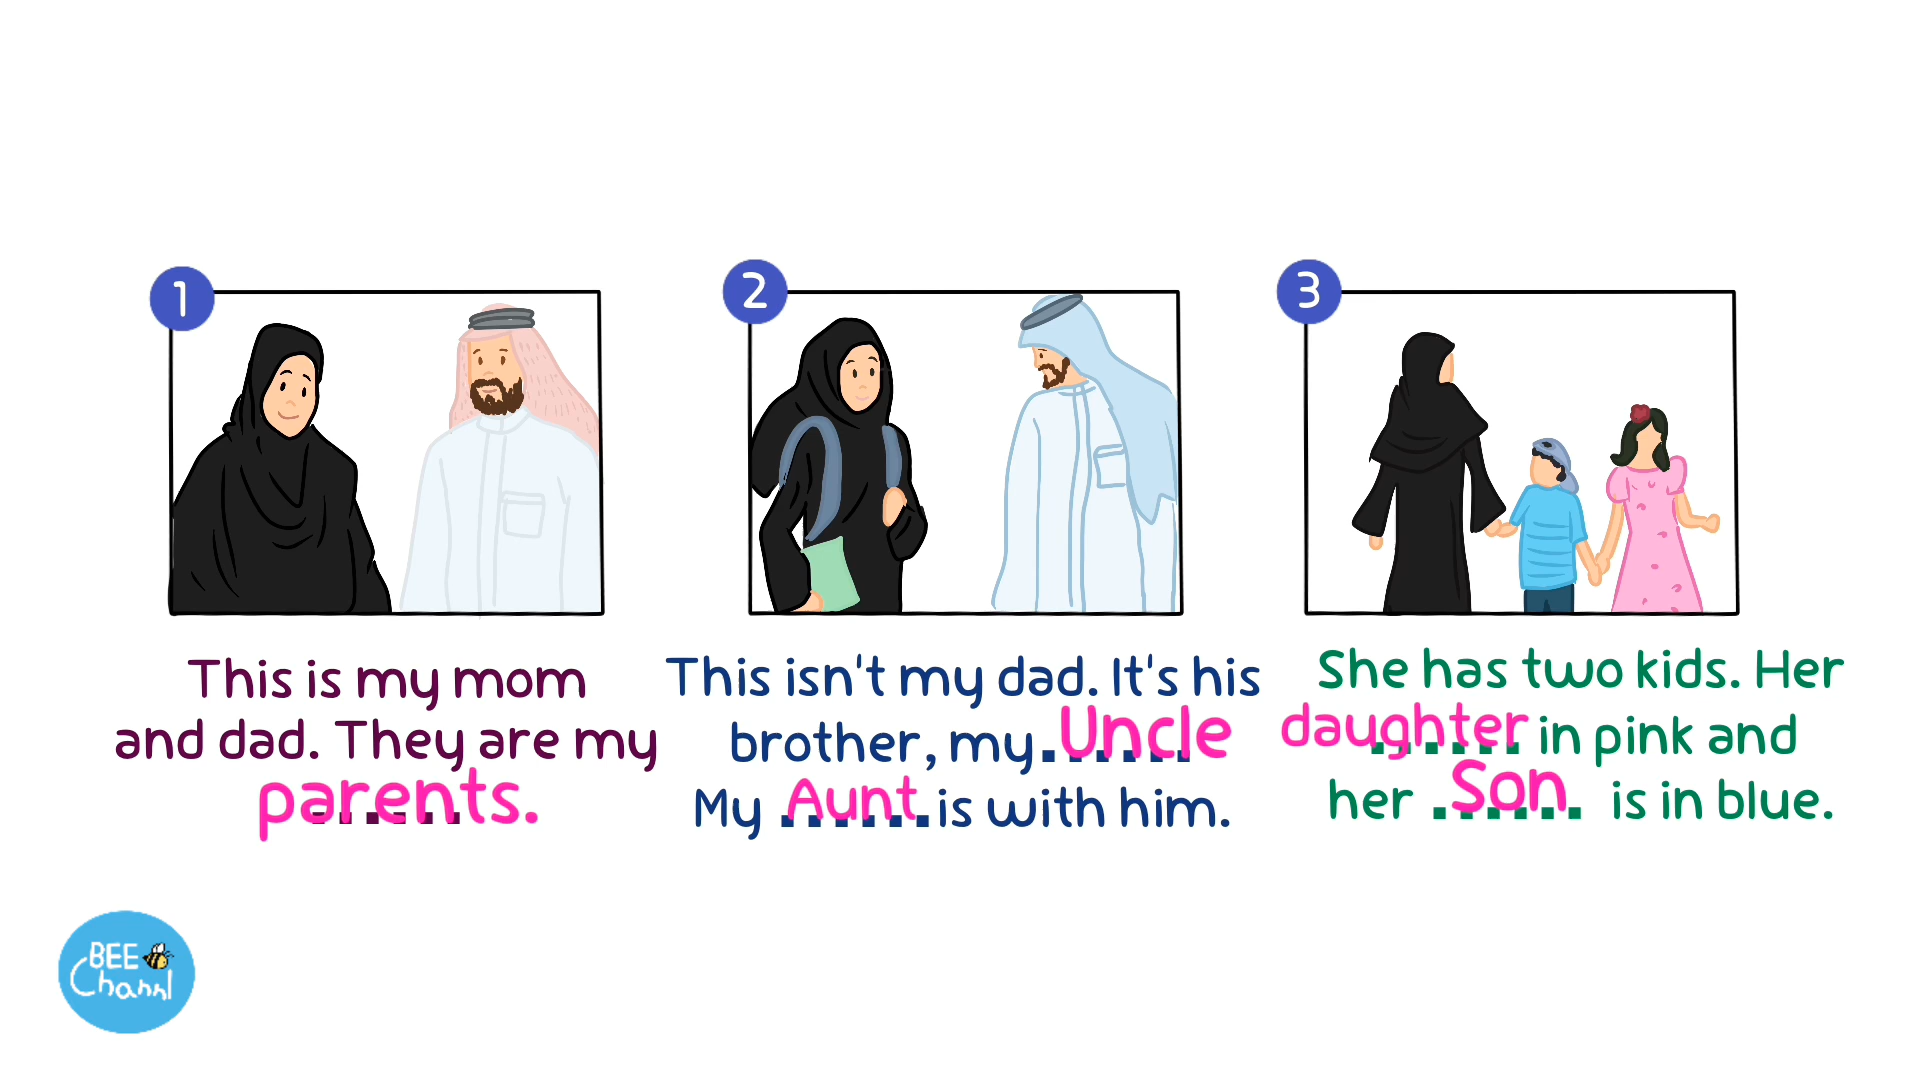 1
This is my mom
and dad. They are my
parents.
2
This isn't my dad. It's his
brother, my Uncle
My Aunt is with him.
3
She has two kids. Her
daughter in pink and
her Son is in blue.
BEE
Channl